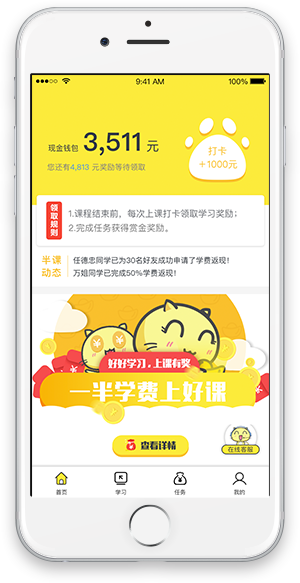 9:41 AM
100%
现金钱包 3,511 元
您还有4,813 元奖励等待领取
打卡
+1000元
领取规则
1.课程结束前，每次上课打卡领取学习奖励；
2.完成任务获得赏金奖励。
半课动态
任德忠同学已为30名好友成功申请了学费返现！
万姐同学已完成50%学费返现！
好好学习，上课有奖
一半学费上好课
查看详情
在线客服
首页
学习
任务
我的